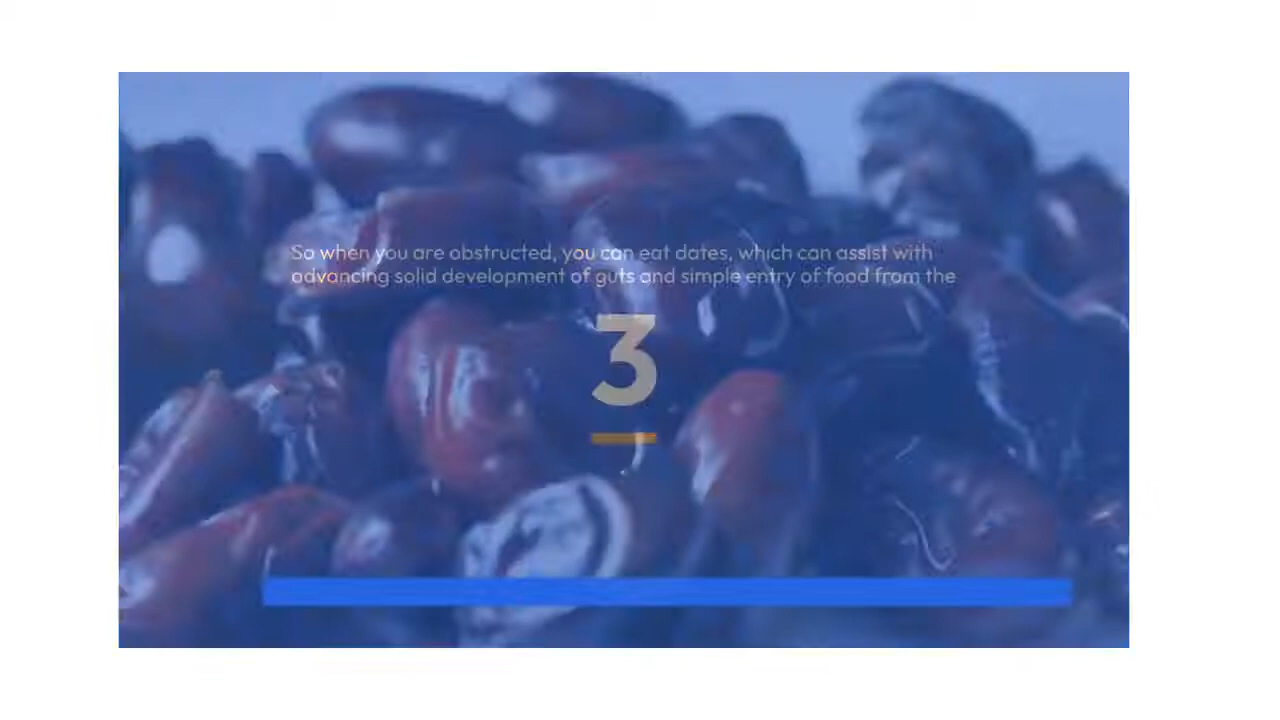 So when you are obstructed, you can eat dates, which can assist with
advancing solid development of guts and simple entry of food from the
3